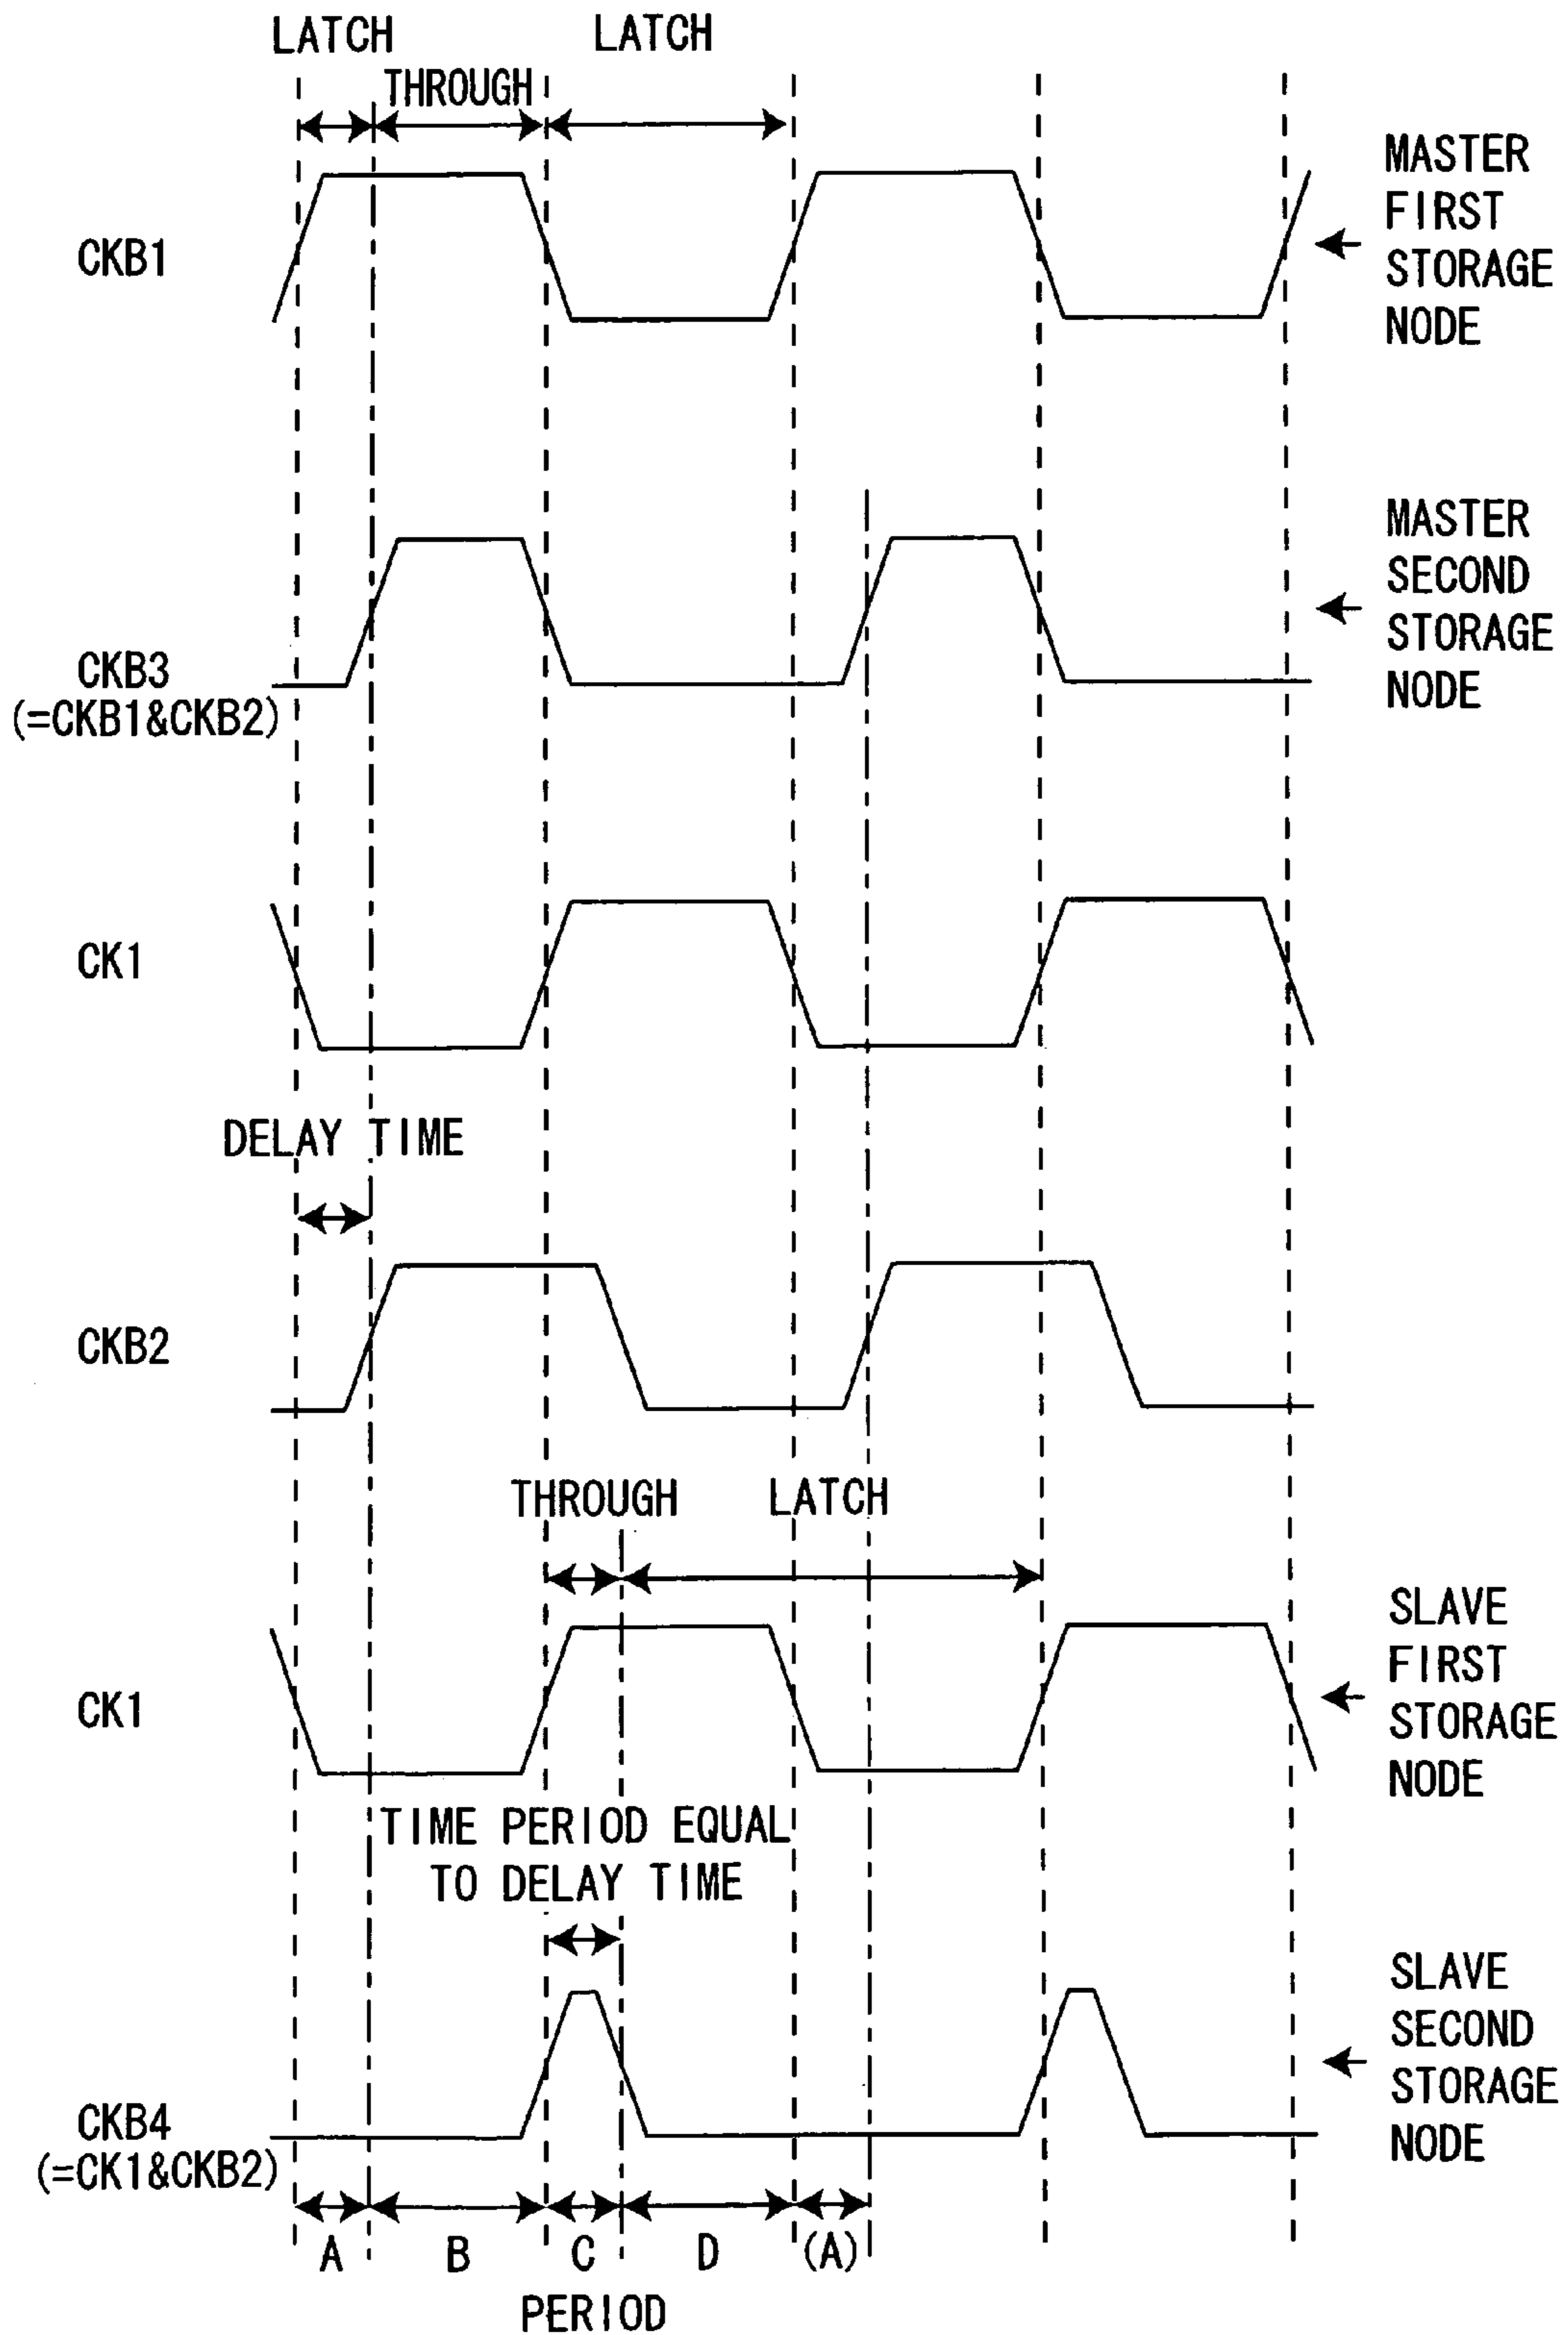 LATCH
LATCH
THROUGH
CKB1
MASTER
FIRST
STORAGE
NODE
CKB3
(=CKB1&CKB2)
MASTER
SECOND
STORAGE
NODE
CK1
DELAY TIME
CKB2
THROUGH
LATCH
CK1
SLAVE
FIRST
STORAGE
NODE
TIME PERIOD EQUAL
TO DELAY TIME
CKB4
(=CK1&CKB2)
SLAVE
SECOND
STORAGE
NODE
A B C D (A)
PERIOD